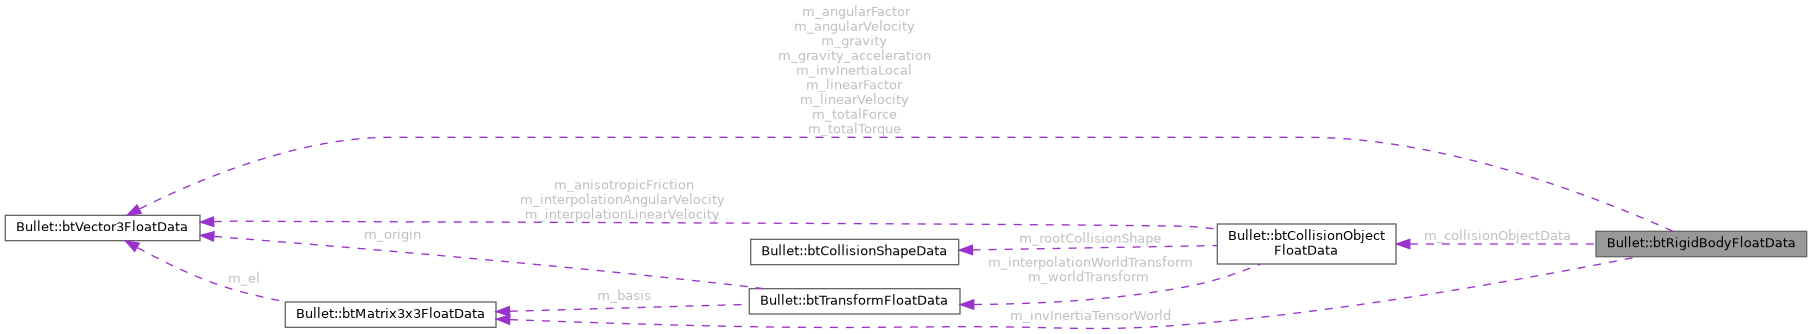 m_angularFactor
m_angularVelocity
m_gravity
m_gravity_acceleration
m_invInertiaLocal
m_linearFactor
m_linearVelocity
m_totalForce
m_totalTorque
m_anisotropicFriction
m_interpolationAngularVelocity
m_interpolationLinearVelocity
Bullet::btVector3FloatData
m_origin
Bullet::btCollisionShapeData
m_rootCollisionShape
Bullet::btCollisionObject
FloatData
m_collisionObjectData
Bullet::btRigidBodyFloatData
m_interpolationWorldTransform
m_worldTransform
m_el
m_basis
Bullet::btTransformFloatData
Bullet::btMatrix3x3FloatData
m_invInertiaTensorWorld